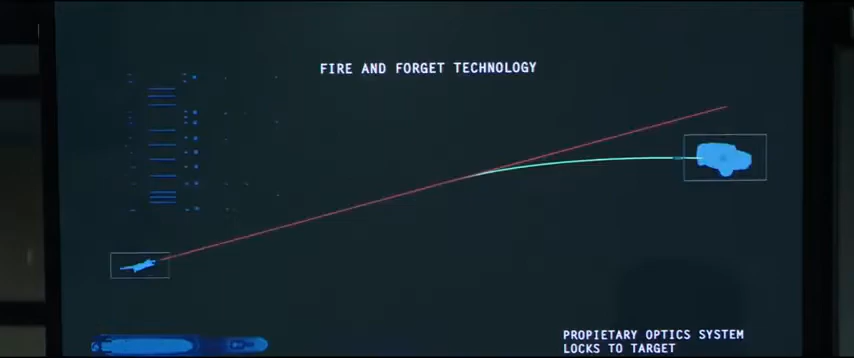 FIRE AND FORGET TECHNOLOGY
PROPIETARY OPTICS SYSTEM
LOCKS TO TARGET